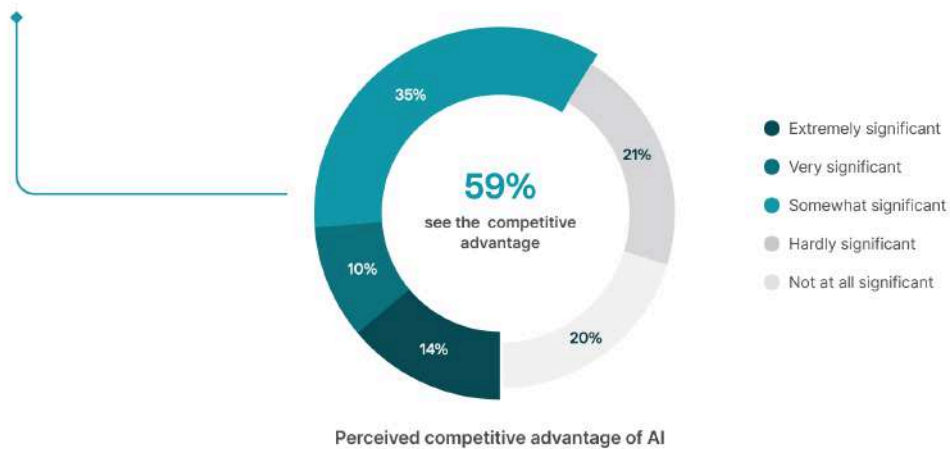 35%
21%
59%
see the competitive
advantage
10%
14%
20%
Extremely significant
Very significant
Somewhat significant
Hardly significant
Not at all significant
Perceived competitive advantage of AI